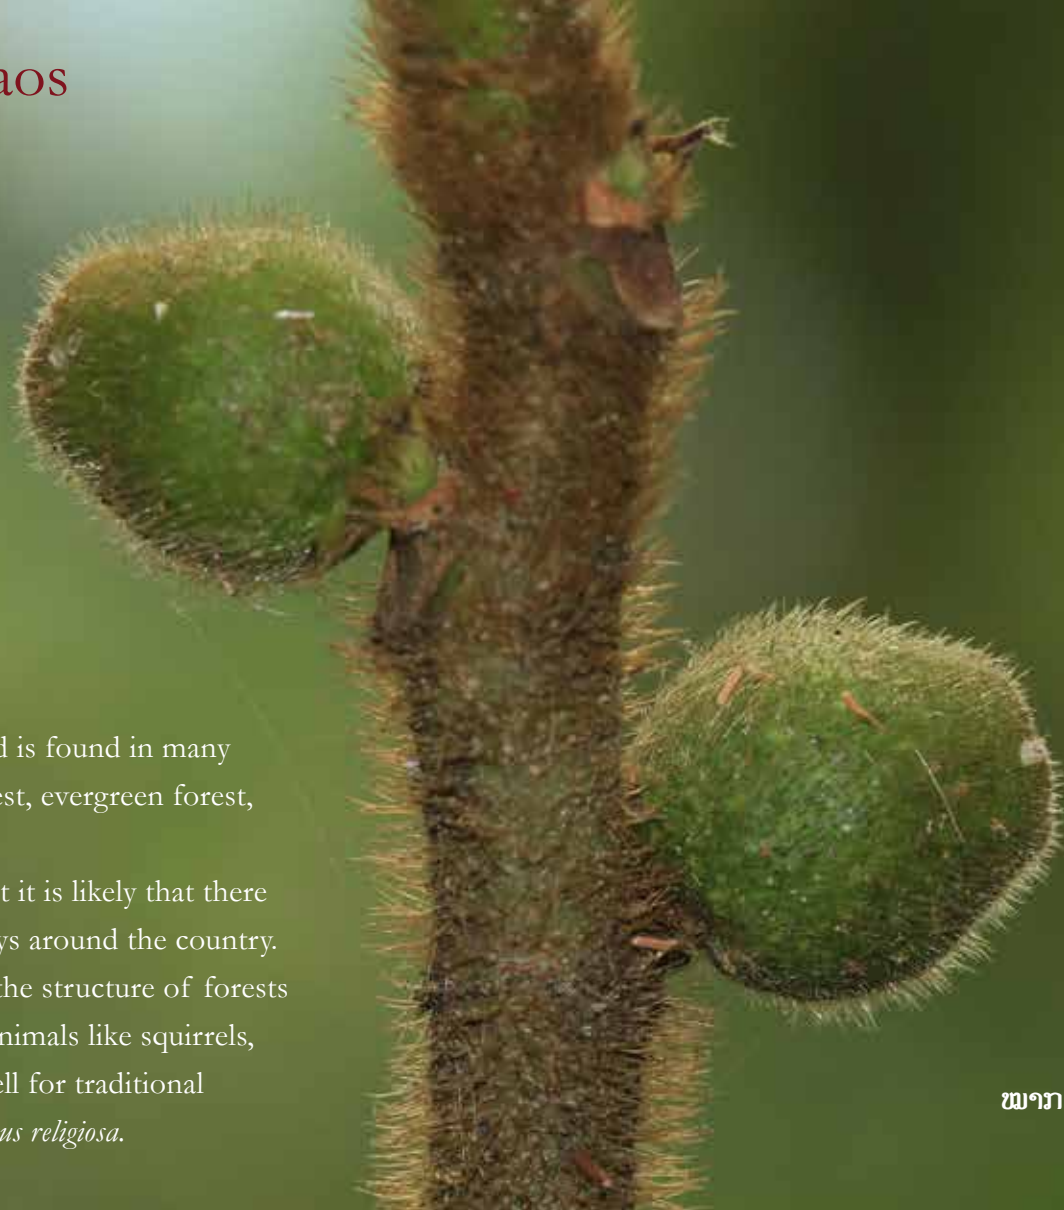 aos
d is found in many
est, evergreen forest,
t it is likely that there
ys around the country.
the structure of forests
nimals like squirrels,
ell for traditional
us religiosa.
ໝາກ